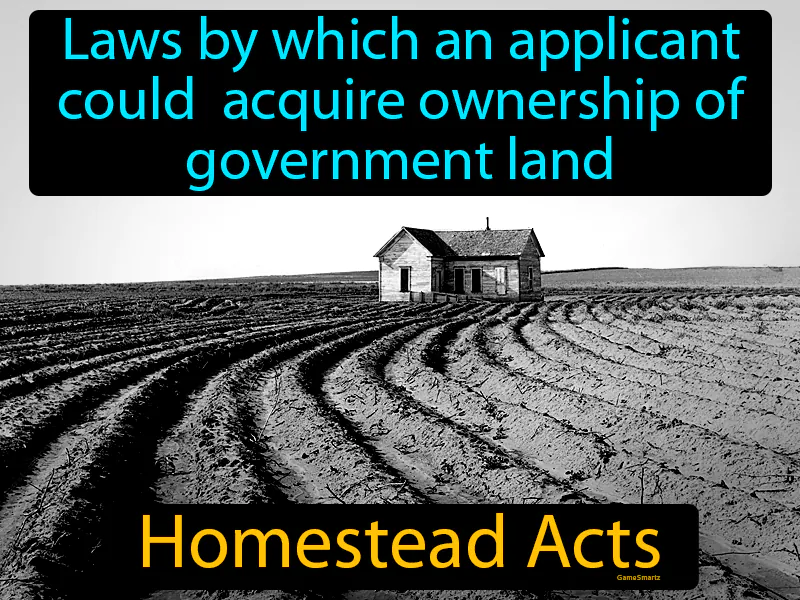 Laws by which an applicant
could  acquire ownership of
government land
Homestead Acts
GameSmartz